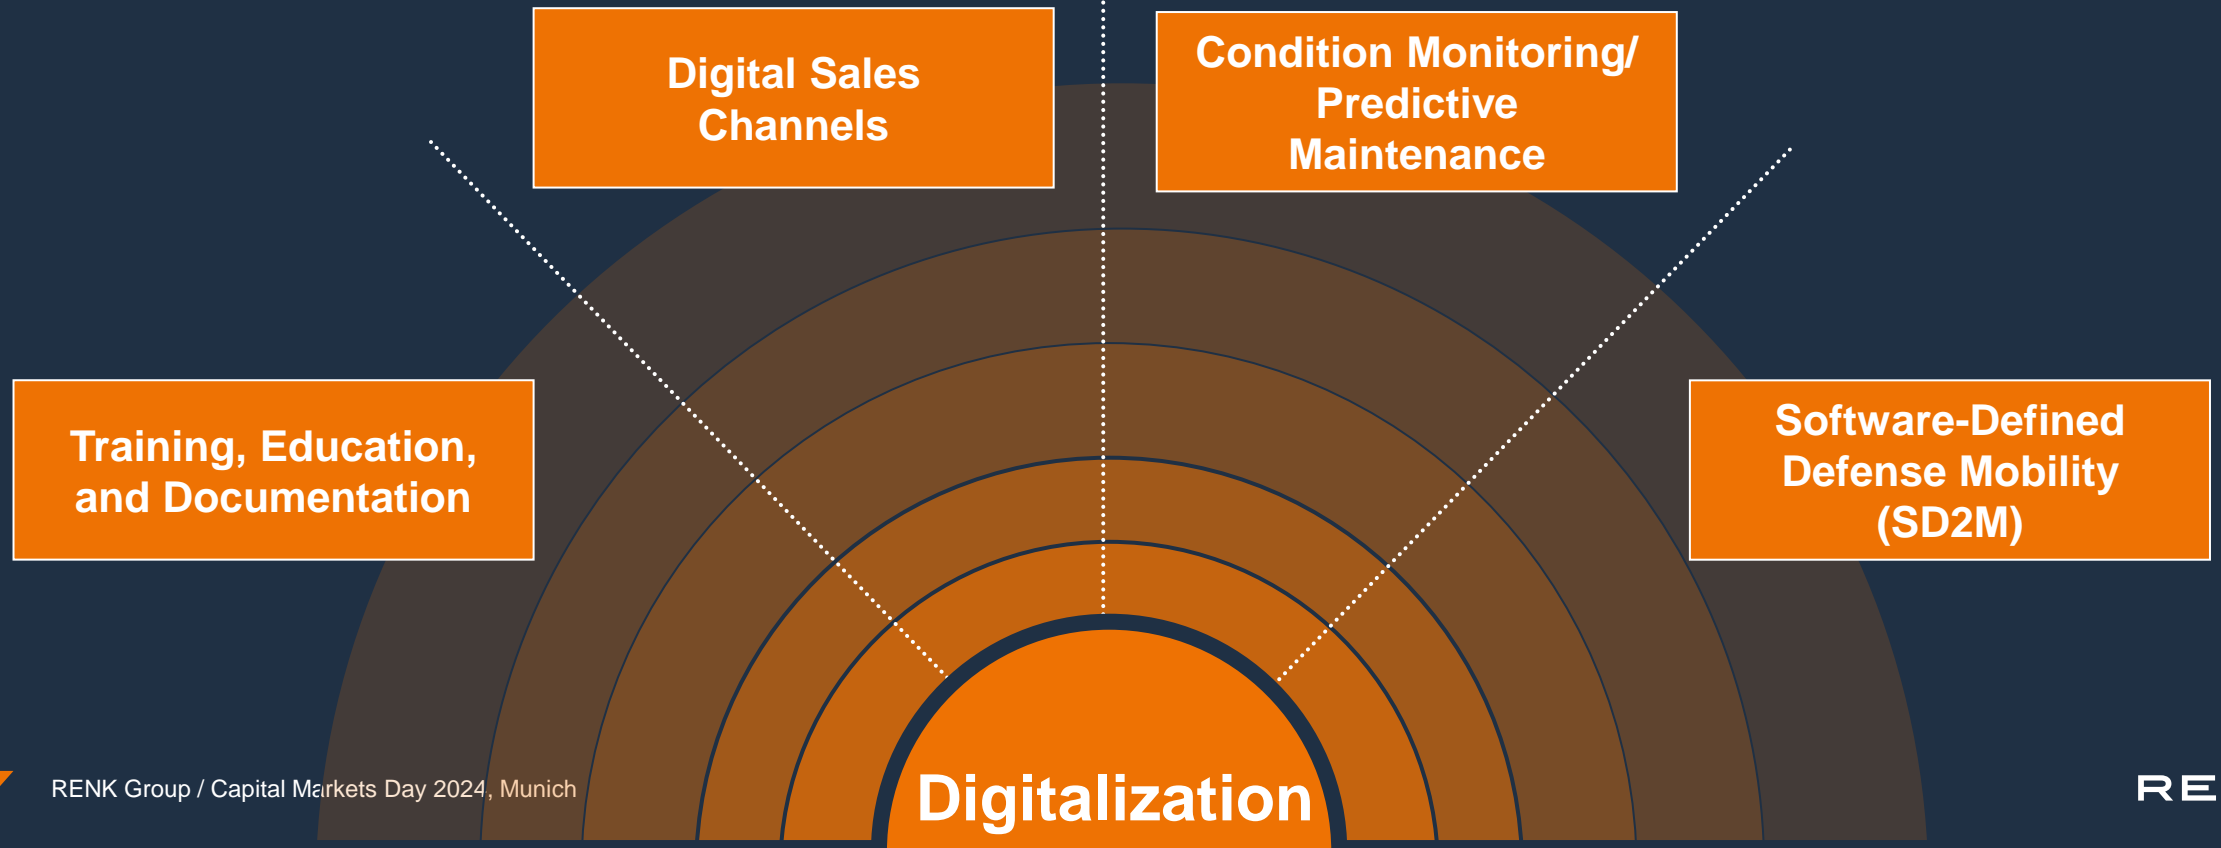 Digital Sales
Channels
Condition Monitoring/
Predictive
Maintenance
Training, Education,
and Documentation
Software-Defined
Defense Mobility
(SD2M)
Digitalization
RENK Group / Capital Markets Day 2024, Munich
RE